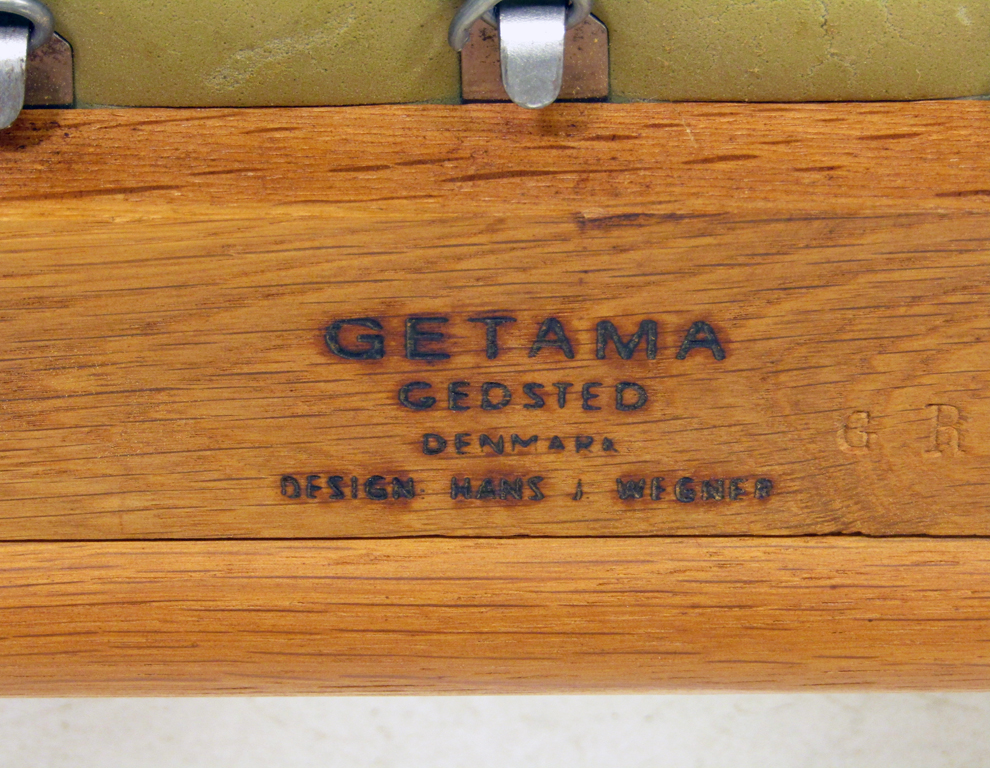 GETAMA
GEDSTED
DENMARK
DESIGN: HANS J. WEGNER
G R